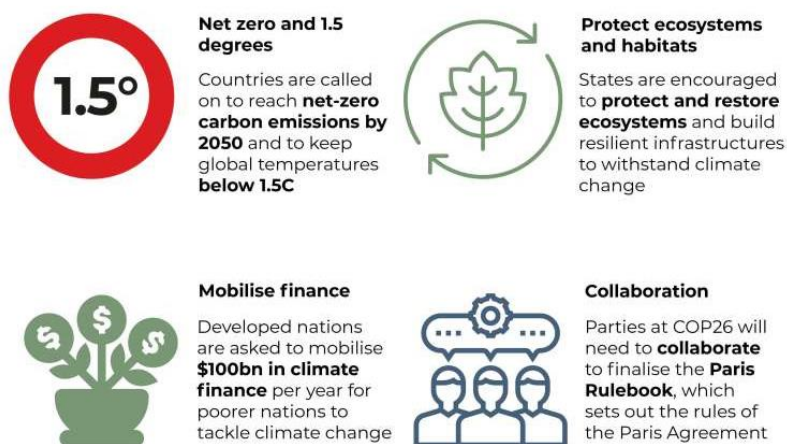 1.5°
Net zero and 1.5
degrees
Countries are called
on to reach net-zero
carbon emissions by
2050 and to keep
global temperatures
below 1.5C
Protect ecosystems
and habitats
States are encouraged
to protect and restore
ecosystems and build
resilient infrastructures
to withstand climate
change
$ $ $
Mobilise finance
Developed nations
are asked to mobilise
$100bn in climate
finance per year for
poorer nations to
tackle climate change
Collaboration
Parties at COP26 will
need to collaborate
to finalise the Paris
Rulebook, which
sets out the rules of
the Paris Agreement